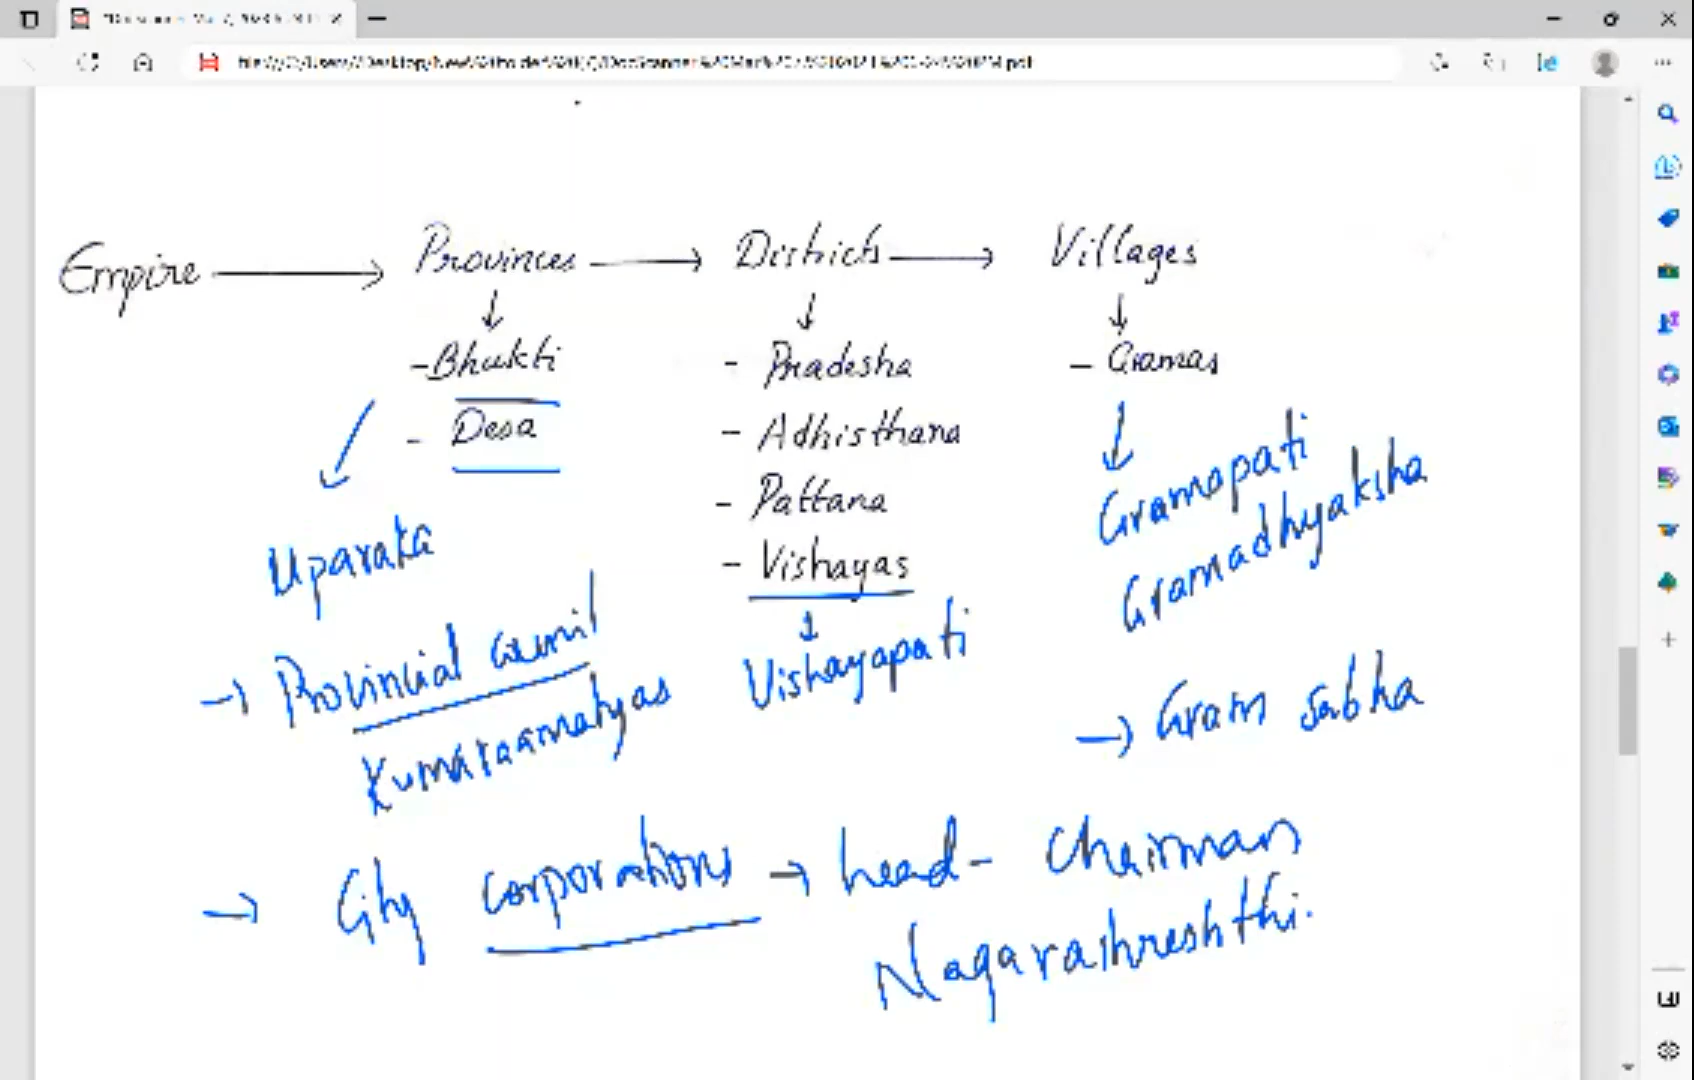 Empire → Provinces → Districts → Villages
- Bhukti
- Desa
- Pradesha
- Adhisthana
- Pattana
- Vishayas
- Gramas
Uparaka
→ Provincial
Kumaraamatyas
Vishayapati
Gramapati
Gramadhyaksha
→ Gram Sabha
→ City Corporations → head - Chairman
Nagarashreshthi.